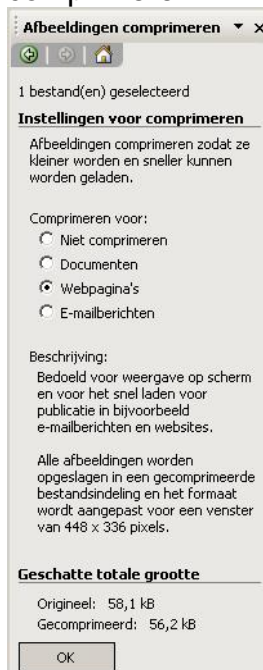 Afbeeldingen comprimeren
1 bestand(en) geselecteerd
Instellingen voor comprimeren
Afbeeldingen comprimeren zodat ze
kleiner worden en sneller kunnen
worden geladen.
Comprimeren voor:
Niet comprimeren
Documenten
Webpagina's
E-mailberichten
Beschrijving:
Bedoeld voor weergave op scherm
en voor het snel laden voor
publicatie in bijvoorbeeld
e-mailberichten en websites.
Alle afbeeldingen worden
opgeslagen in een gecomprimeerde
bestandsindeling en het formaat
wordt aangepast voor een venster
van 448 x 336 pixels.
Geschatte totale grootte
Origineel: 58,1 kB
Gecomprimeerd: 56,2 kB
OK